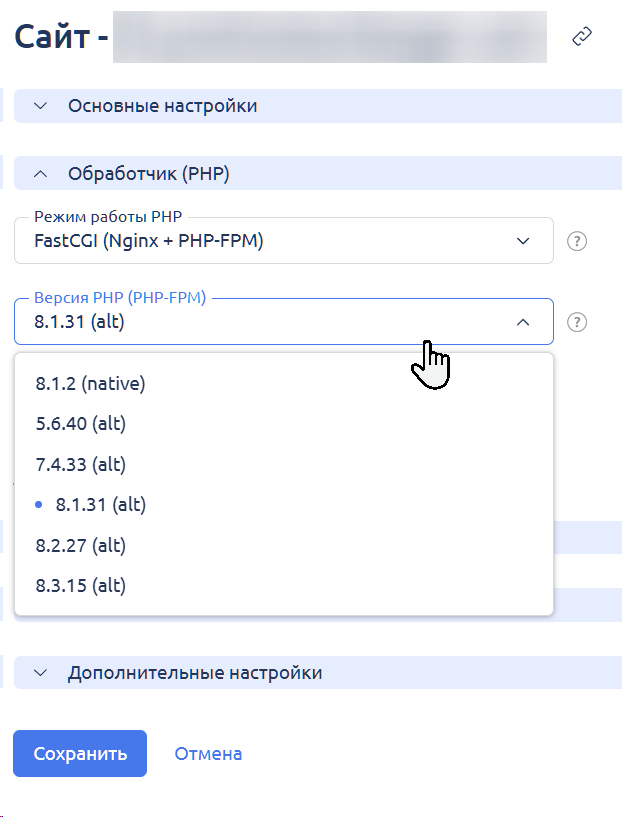 Сайт -
Основные настройки
Обработчик (PHP)
Режим работы PHP
FastCGI (Nginx + PHP-FPM)
?
Версия PHP (PHP-FPM)
8.1.31 (alt)
?
8.1.2 (native)
5.6.40 (alt)
7.4.33 (alt)
8.1.31 (alt)
8.2.27 (alt)
8.3.15 (alt)
Дополнительные настройки
Сохранить
Отмена